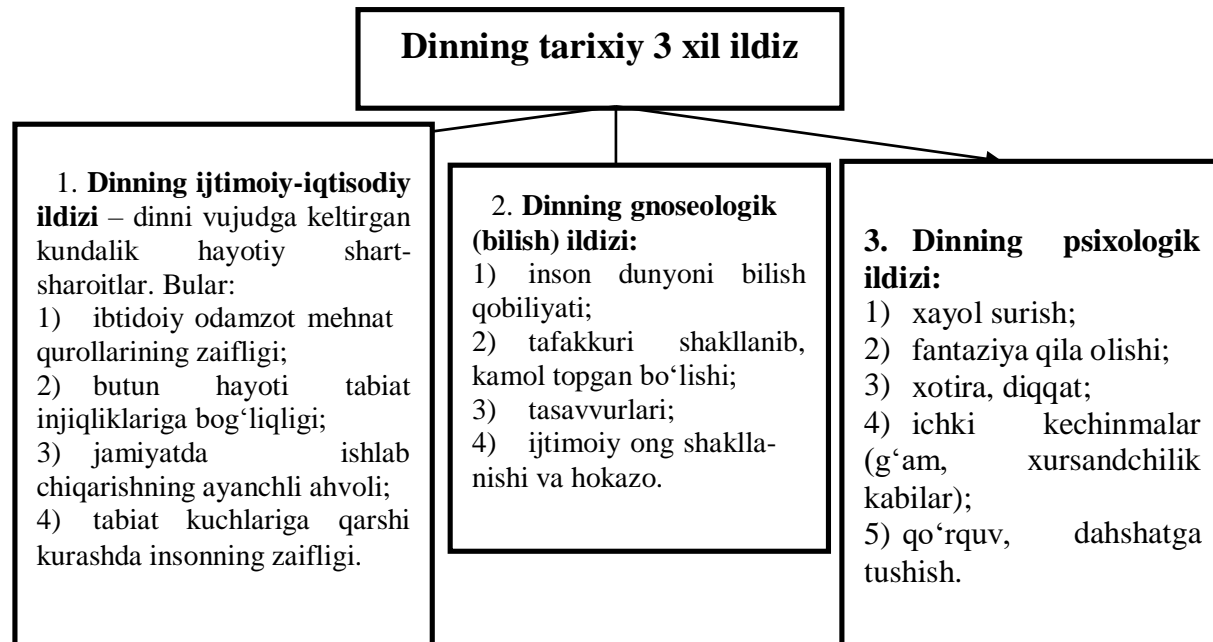 Dinning tarixiy 3 xil ildiz
1. Dinning ijtimoiy-iqtisodiy
ildizi – dinni vujudga keltirgan
kundalik hayotiy shart-
sharoitlar. Bular:
1) ibtidoiy odamzot mehnat
qurollarining zaifligi;
2) butun hayoti tabiat
injiqliklariga bog‘liqligi;
3) jamiyatda ishlab
chiqarishning ayanchli ahvoli;
4) tabiat kuchlariga qarshi
kurashda insonning zaifligi.
2. Dinning gnoseologik
(bilish) ildizi:
1) inson dunyoni bilish
qobiliyati;
2) tafakkuri shakllanib,
kamol topgan bo‘lishi;
3) tasavvurlari;
4) ijtimoiy ong shaklla-
nishi va hokazo.
3. Dinning psixologik
ildizi:
1) xayol surish;
2) fantaziya qila olishi;
3) xotira, diqqat;
4) ichki kechinmalar
(g‘am, xursandchilik
kabilar);
5) qo‘rquv, dahshatga
tushish.